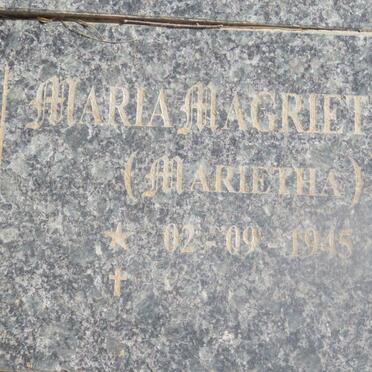 MARIA MAGRIET
(MARIETHA)
* 02-09-1945
†